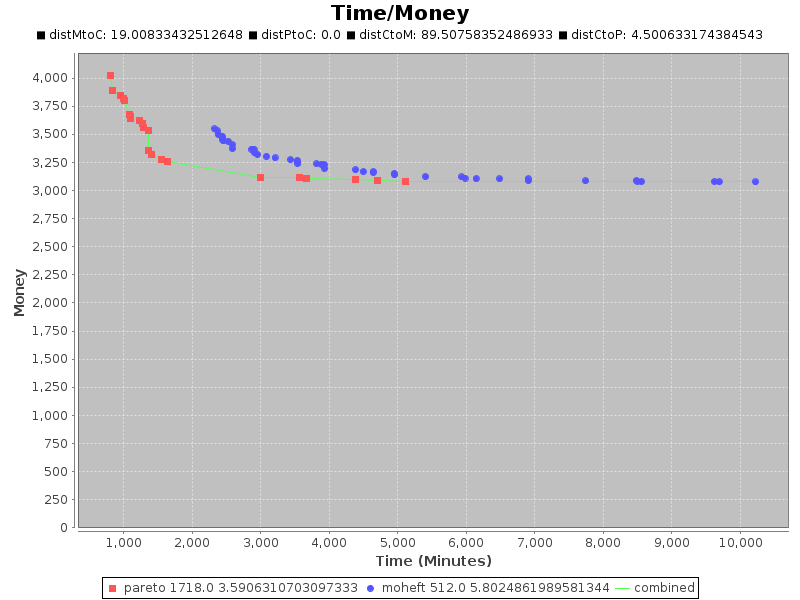 Time/Money
■ distMtoC: 19.00833432512648 ■ distPtoC: 0.0 ■ distCtoM: 89.50758352486933 ■ distCtoP: 4.500633174384543
4,000
3,750
3,500
3,250
3,000
2,750
2,500
2,250
2,000
1,750
1,500
1,250
1,000
750
500
250
0
Money
1,000 2,000 3,000 4,000 5,000 6,000 7,000 8,000 9,000 10,000
Time (Minutes)
pareto 1718.0 3.5906310703097333 moheft 512.0 5.8024861989581344 combined